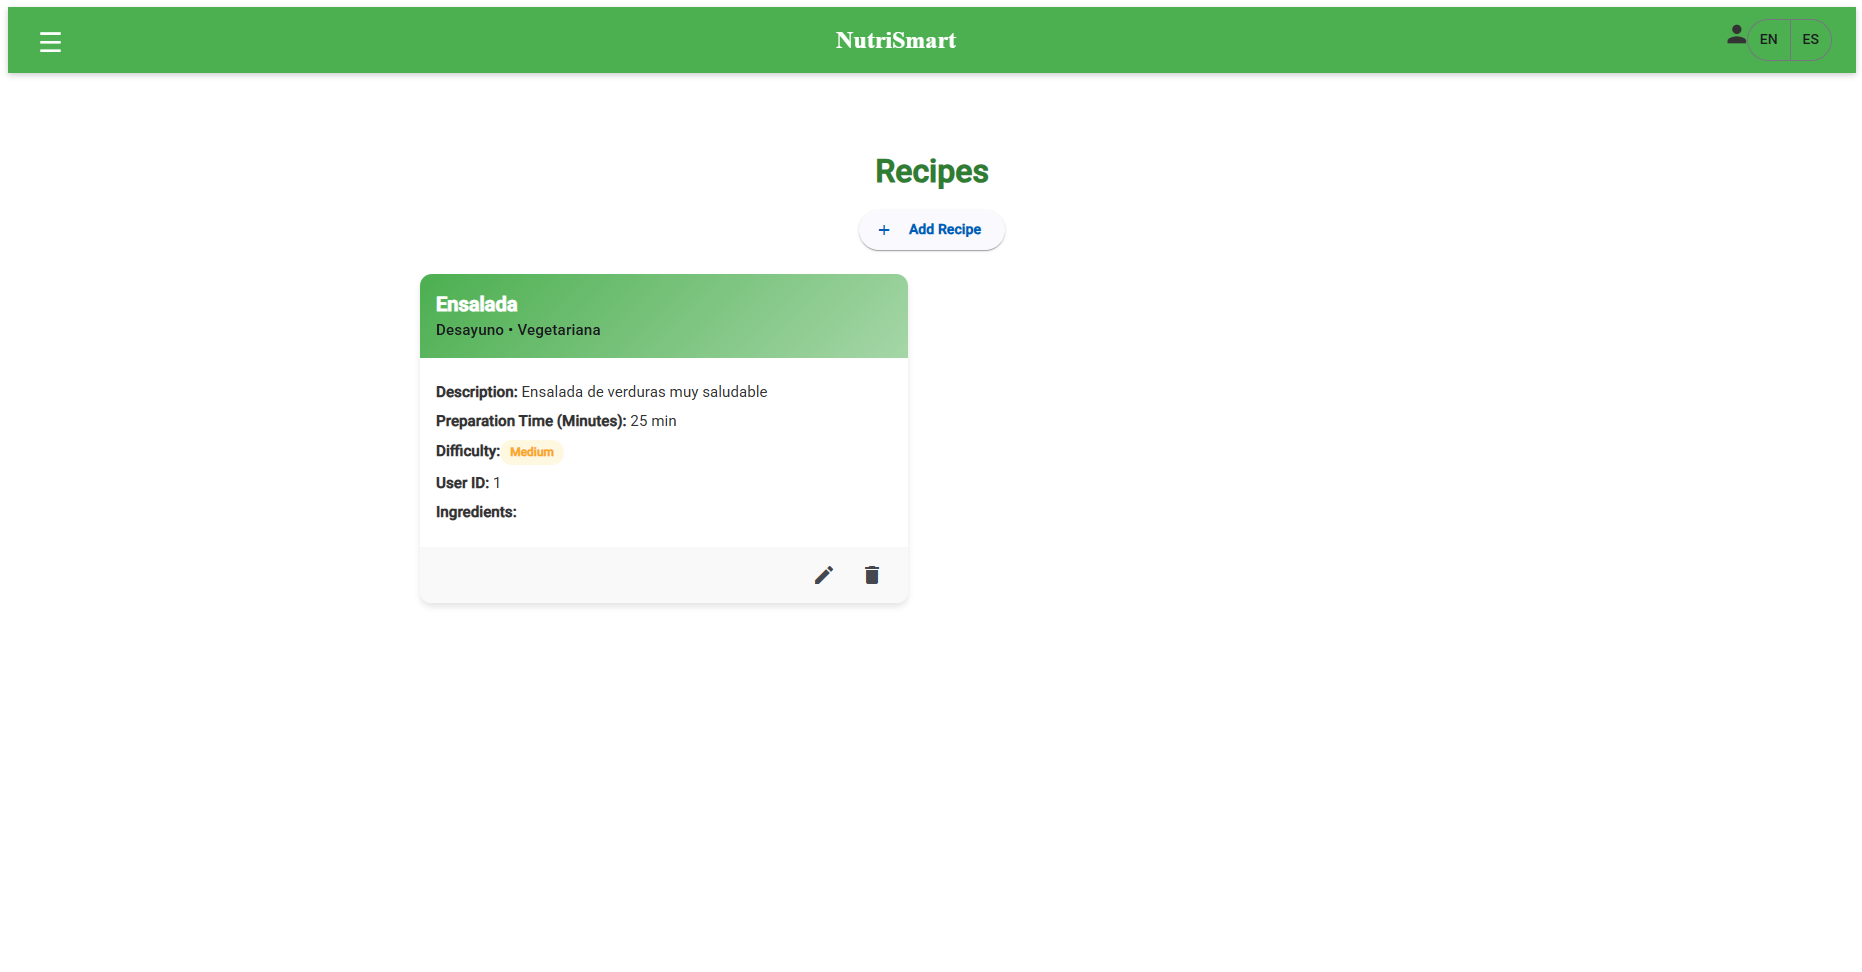 NutriSmart
EN ES
Recipes
+ Add Recipe
Ensalada
Desayuno • Vegetariana
Description: Ensalada de verduras muy saludable
Preparation Time (Minutes): 25 min
Difficulty: Medium
User ID: 1
Ingredients: